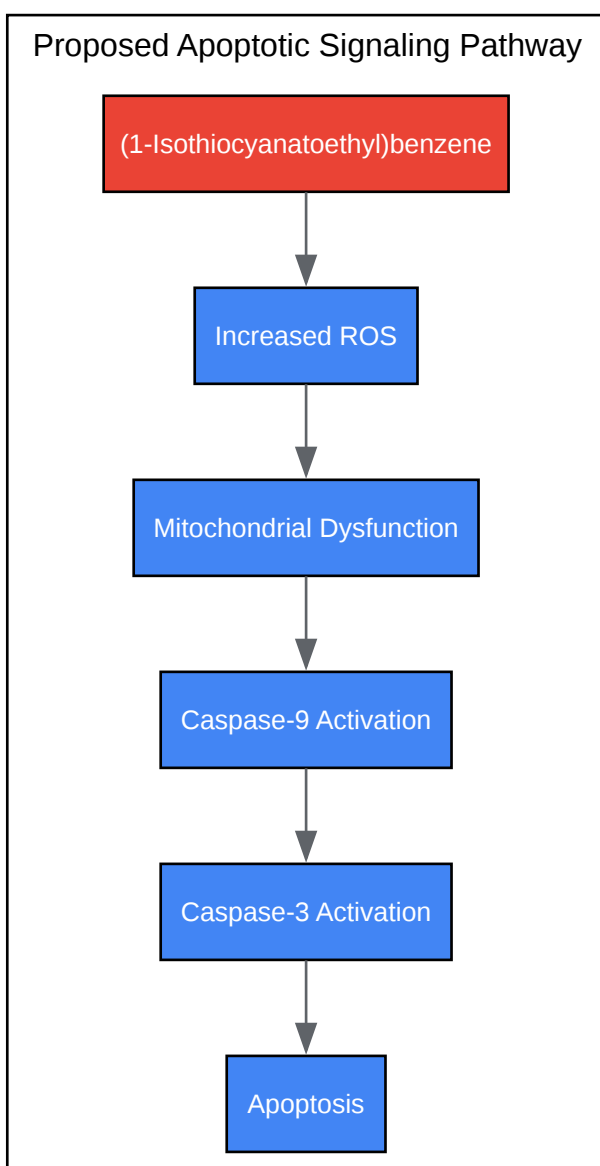 Proposed Apoptotic Signaling Pathway
(1-Isothiocyanatoethyl)benzene
Increased ROS
Mitochondrial Dysfunction
Caspase-9 Activation
Caspase-3 Activation
Apoptosis